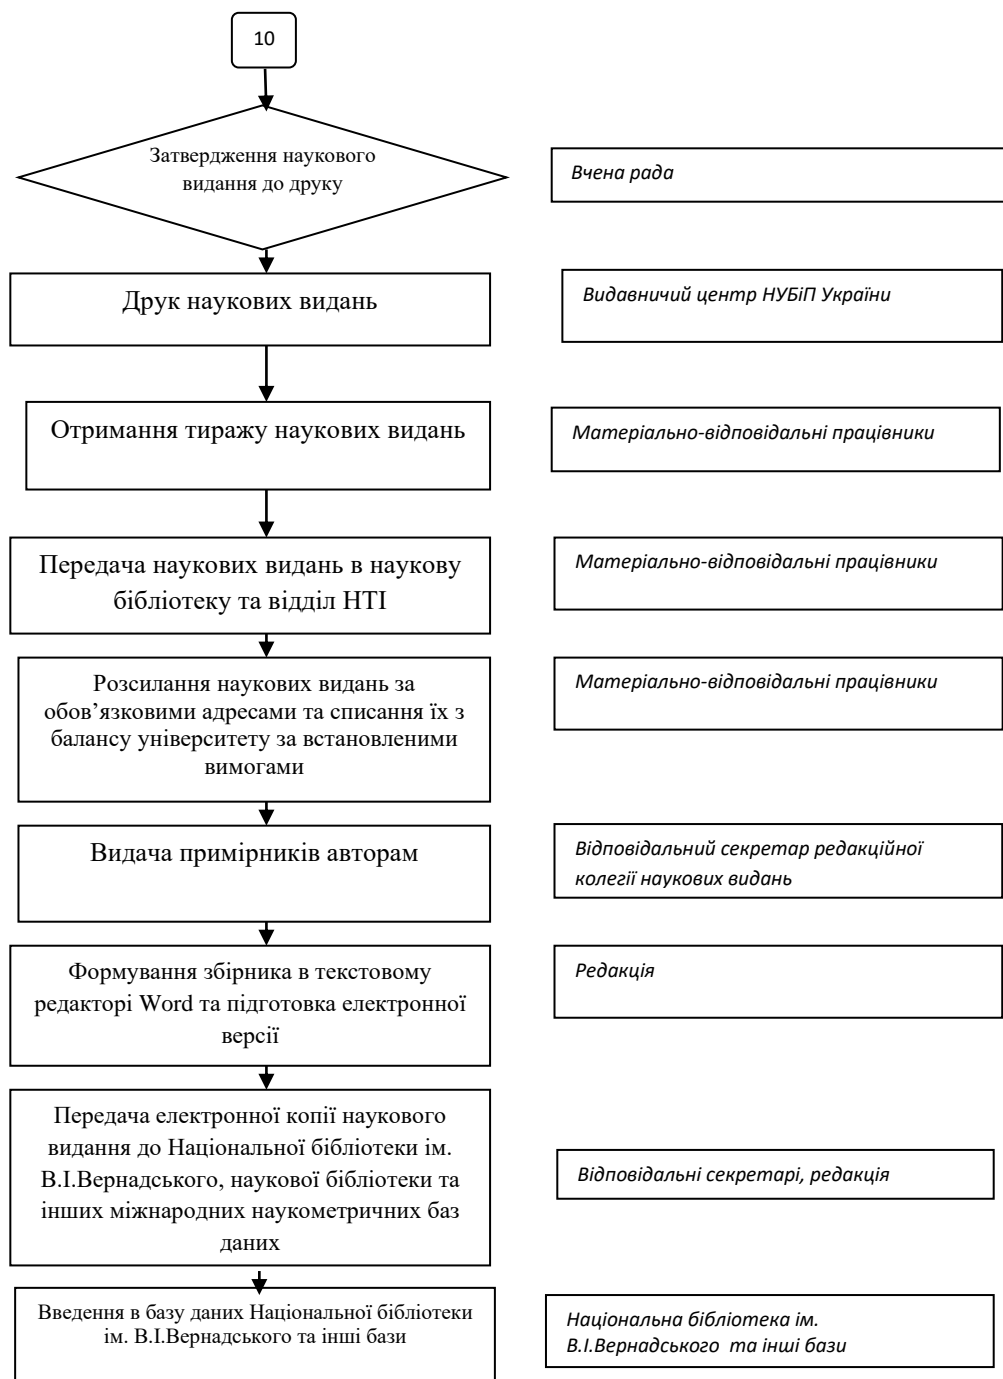 10
Затвердження наукового
видання до друку
Вчена рада
Друк наукових видань
Видавничий центр НУБіП України
Отримання тиражу наукових видань
Матеріально-відповідальні працівники
Передача наукових видань в наукову
бібліотеку та відділ НТІ
Матеріально-відповідальні працівники
Розсилання наукових видань за
обов’язковими адресами та списання їх з
балансу університету за встановленими
вимогами
Матеріально-відповідальні працівники
Видача примірників авторам
Відповідальний секретар редакційної
колегії наукових видань
Формування збірника в текстовому
редакторі Word та підготовка електронної
версії
Редакція
Передача електронної копії наукового
видання до Національної бібліотеки ім.
В.І.Вернадського, наукової бібліотеки та
інших міжнародних наукометричних баз
даних
Відповідальні секретарі, редакція
Введення в базу даних Національної бібліотеки
ім. В.І.Вернадського та інші бази
Національна бібліотека ім.
В.І.Вернадського та інші бази